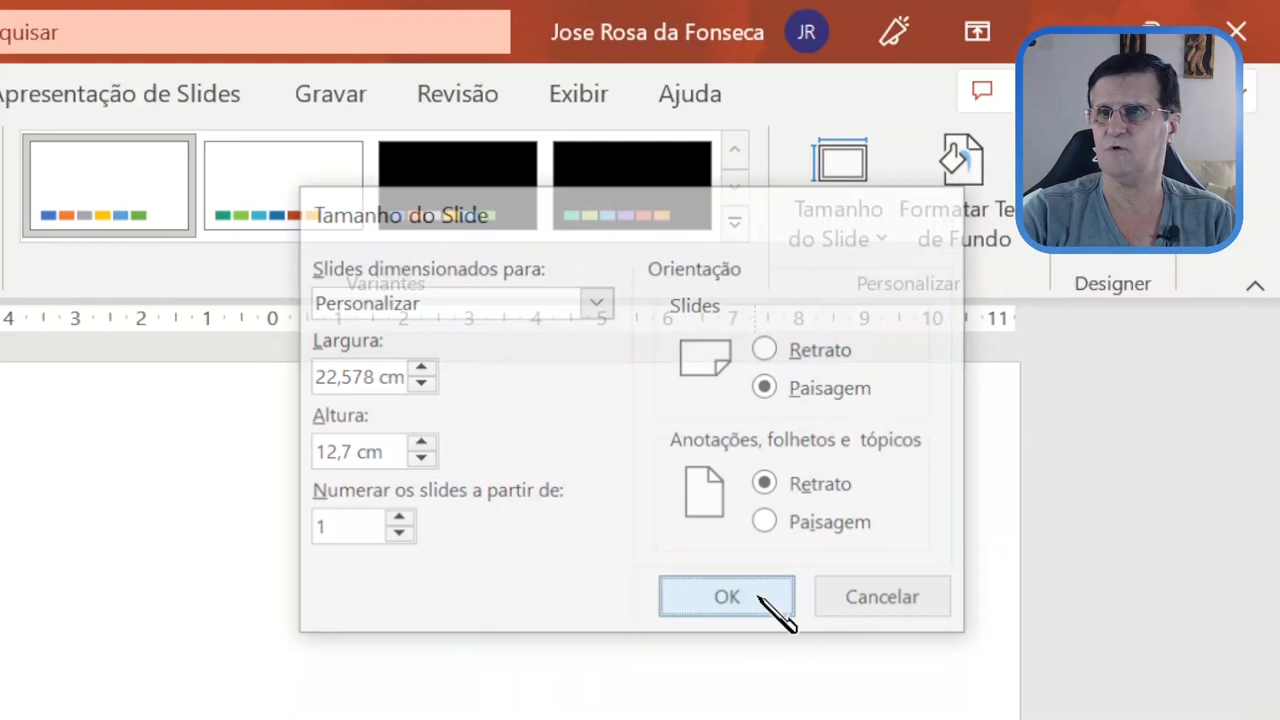 quisar
Jose Rosa da Fonseca JR
Apresentação de Slides Gravar Revisão Exibir Ajuda
Tamanho do Slide
Tamanho do Slide
Formatar Te
de Fundo
Variantes
Personalizar
Designer
4 3 2 1 0 1 2 3 4 5 6 7 8 9 10 11
Slides dimensionados para:
Personalizar
Largura:
22,578 cm
Altura:
12,7 cm
Numerar os slides a partir de:
1
Orientação
Slides
Retrato
Paisagem
Anotações, folhetos e tópicos
Retrato
Paisagem
OK Cancelar